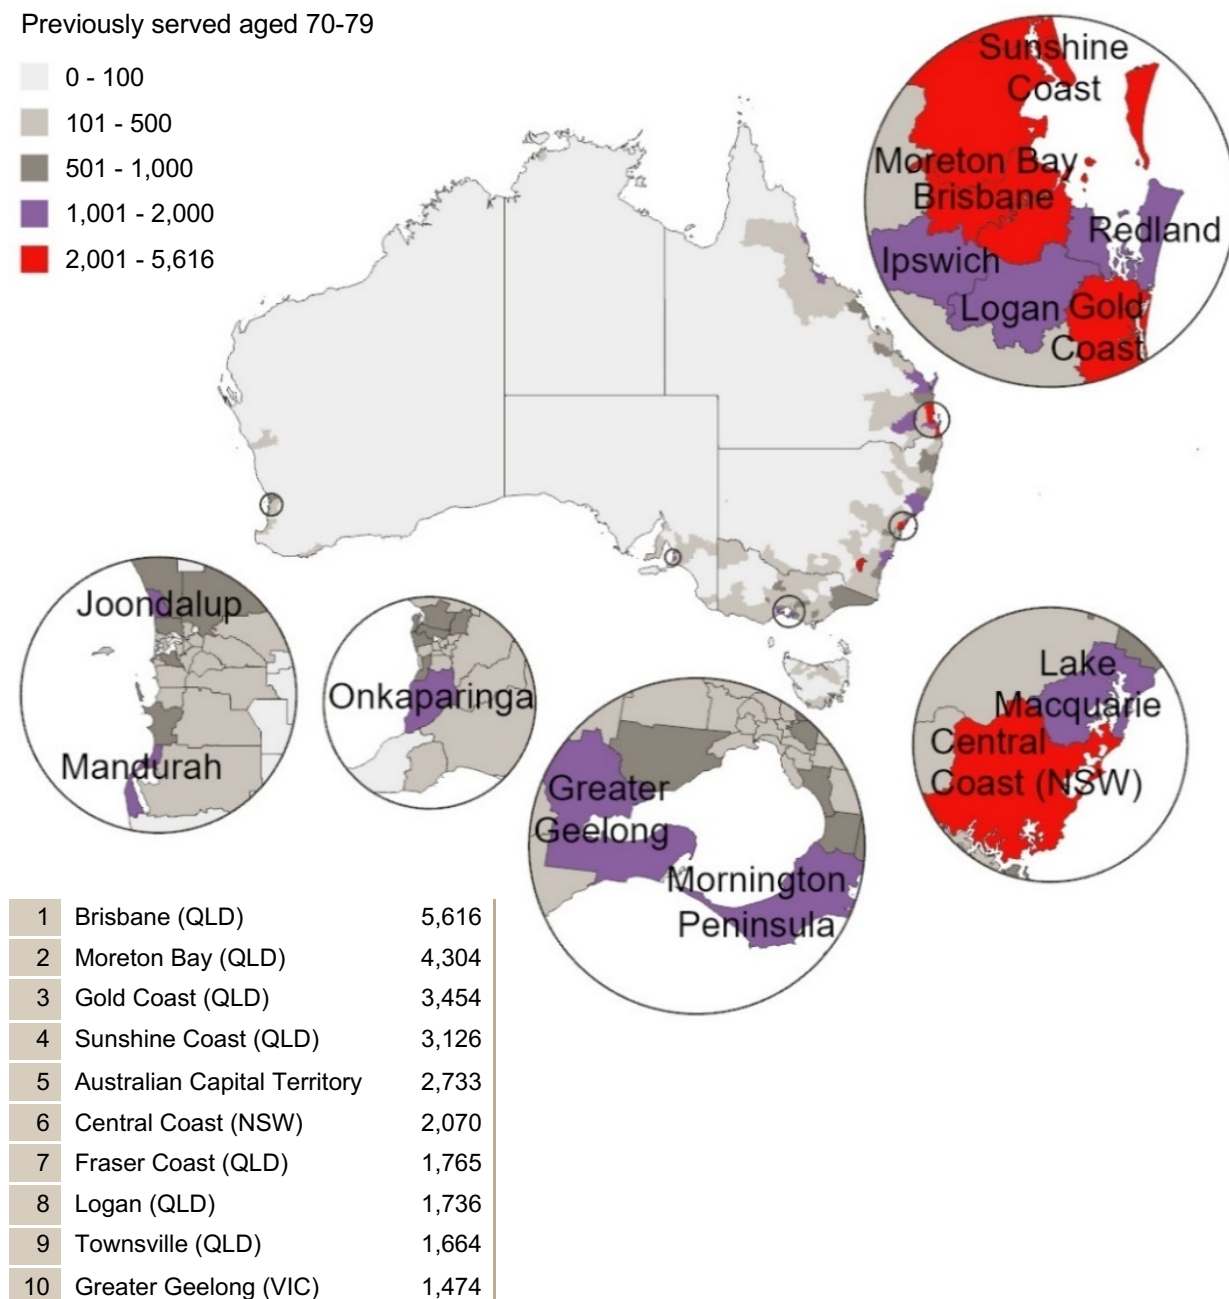 Previously served aged 70-79
0 - 100
101 - 500
501 - 1,000
1,001 - 2,000
2,001 - 5,616
Sunshine
Coast
Moreton Bay
Brisbane
Redland
Ipswich
Logan
Gold
Coast
Joondalup
Mandurah
Onkaparinga
Greater
Geelong
Mornington
Peninsula
Lake
Macquarie
Central
Coast (NSW)
1 Brisbane (QLD) 5,616
2 Moreton Bay (QLD) 4,304
3 Gold Coast (QLD) 3,454
4 Sunshine Coast (QLD) 3,126
5 Australian Capital Territory 2,733
6 Central Coast (NSW) 2,070
7 Fraser Coast (QLD) 1,765
8 Logan (QLD) 1,736
9 Townsville (QLD) 1,664
10 Greater Geelong (VIC) 1,474